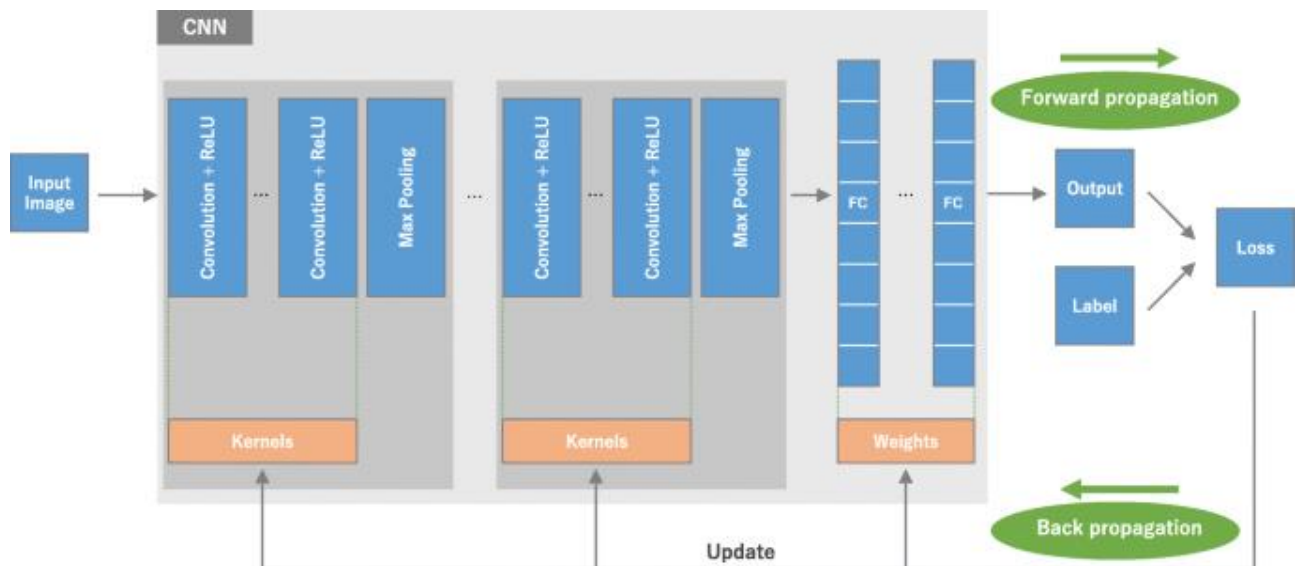 CNN
Forward propagation
Input
Image
Convolution + ReLU
...
Convolution + ReLU
Max Pooling
...
Convolution + ReLU
...
Convolution + ReLU
Max Pooling
FC
...
FC
Output
Label
Loss
Kernels
Kernels
Weights
Back propagation
Update